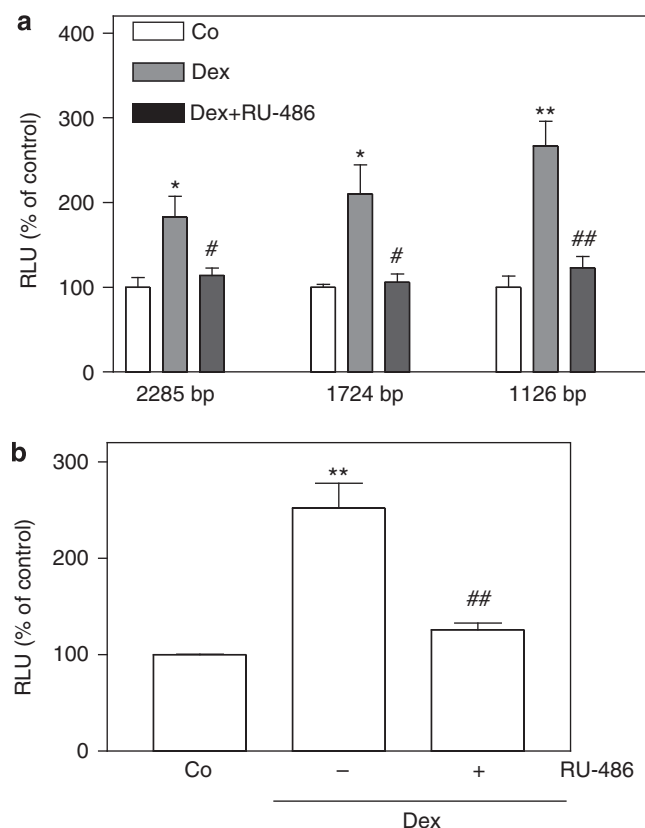 a
RLU (% of control)
400
300
200
100
0
Co
Dex
Dex+RU-486
*
#
*
#
**
##
2285 bp
1724 bp
1126 bp
b
RLU (% of control)
300
200
100
0
**
##
Co – + RU-486
Dex